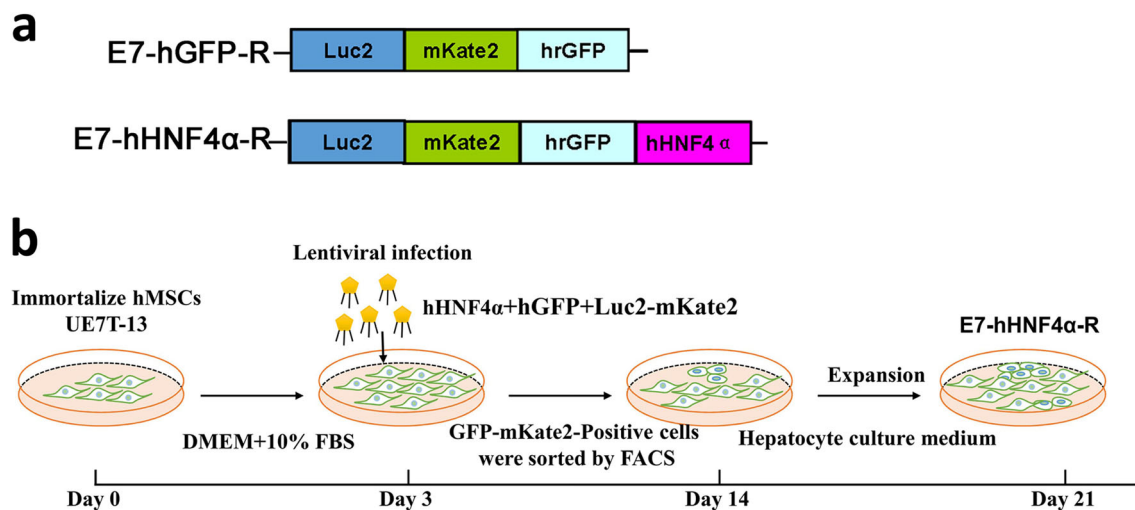 a
E7-hGFP-R
Luc2
mKate2
hrGFP
E7-hHNF4α-R
Luc2
mKate2
hrGFP
hHNF4 α
b
Lentiviral infection
Immortalize hMSCs
UE7T-13
hHNF4α+hGFP+Luc2-mKate2
E7-hHNF4α-R
Expansion
DMEM+10% FBS
GFP-mKate2-Positive cells
were sorted by FACS
Hepatocyte culture medium
Day 0
Day 3
Day 14
Day 21